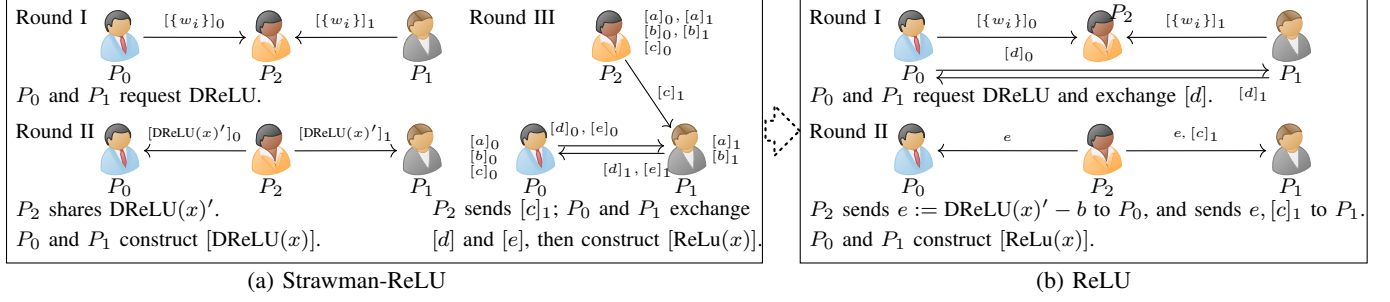 Round I
[{w_i}]_0
[{w_i}]_1
P_0
P_2
P_1
P_0 and P_1 request DReLU.
Round II
[DReLU(x)′]_0
[DReLU(x)′]_1
P_0
P_2
P_1
P_2 shares DReLU(x)′.
P_0 and P_1 construct [DReLU(x)].
Round III
[a]_0, [a]_1
[b]_0, [b]_1
[c]_0
P_2
[c]_1
[a]_0
[b]_0
[c]_0
[d]_0, [e]_0
[d]_1, [e]_1
[a]_1
[b]_1
P_0
P_1
P_2 sends [c]_1; P_0 and P_1 exchange
[d] and [e], then construct [ReLu(x)].
(a) Strawman-ReLU
Round I
[{w_i}]_0
P_2
[{w_i}]_1
[d]_0
P_0
P_1
[d]_1
P_0 and P_1 request DReLU and exchange [d].
Round II
e
e, [c]_1
P_0
P_2
P_1
P_2 sends e := DReLU(x)′ − b to P_0, and sends e, [c]_1 to P_1.
P_0 and P_1 construct [ReLu(x)].
(b) ReLU